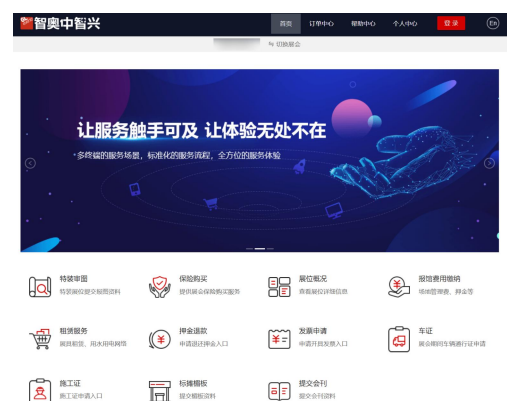 智奥中智兴
首页 订单中心 帮助中心 个人中心 登录 En
切换展会
让服务触手可及 让体验无处不在
多终端的服务场景，标准化的服务流程，全方位的服务体验
特装审图 保险购买 展位概况 报馆费用缴纳
特装展位提交报图资料 提供展会保险购买服务 查看展位详细信息 场地管理费、押金等
租赁服务 押金退款 发票申请 车证
展具租赁、用水用电网等 申请退还押金入口 申请开具发票入口 展会期间车辆通行证申请
施工证 标摊楣板 提交会刊
施工证申请入口 提交楣板资料 提交会刊资料